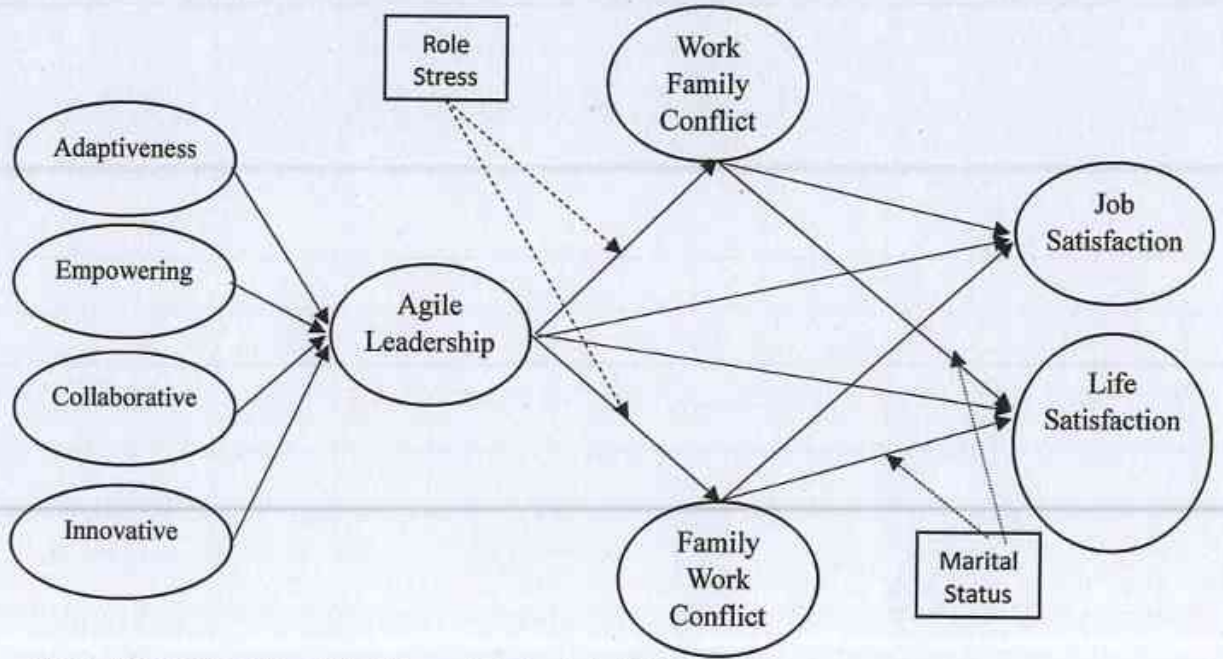 Role
Stress
Work
Family
Conflict
Adaptiveness
Empowering
Collaborative
Innovative
Agile
Leadership
Job
Satisfaction
Life
Satisfaction
Family
Work
Conflict
Marital
Status